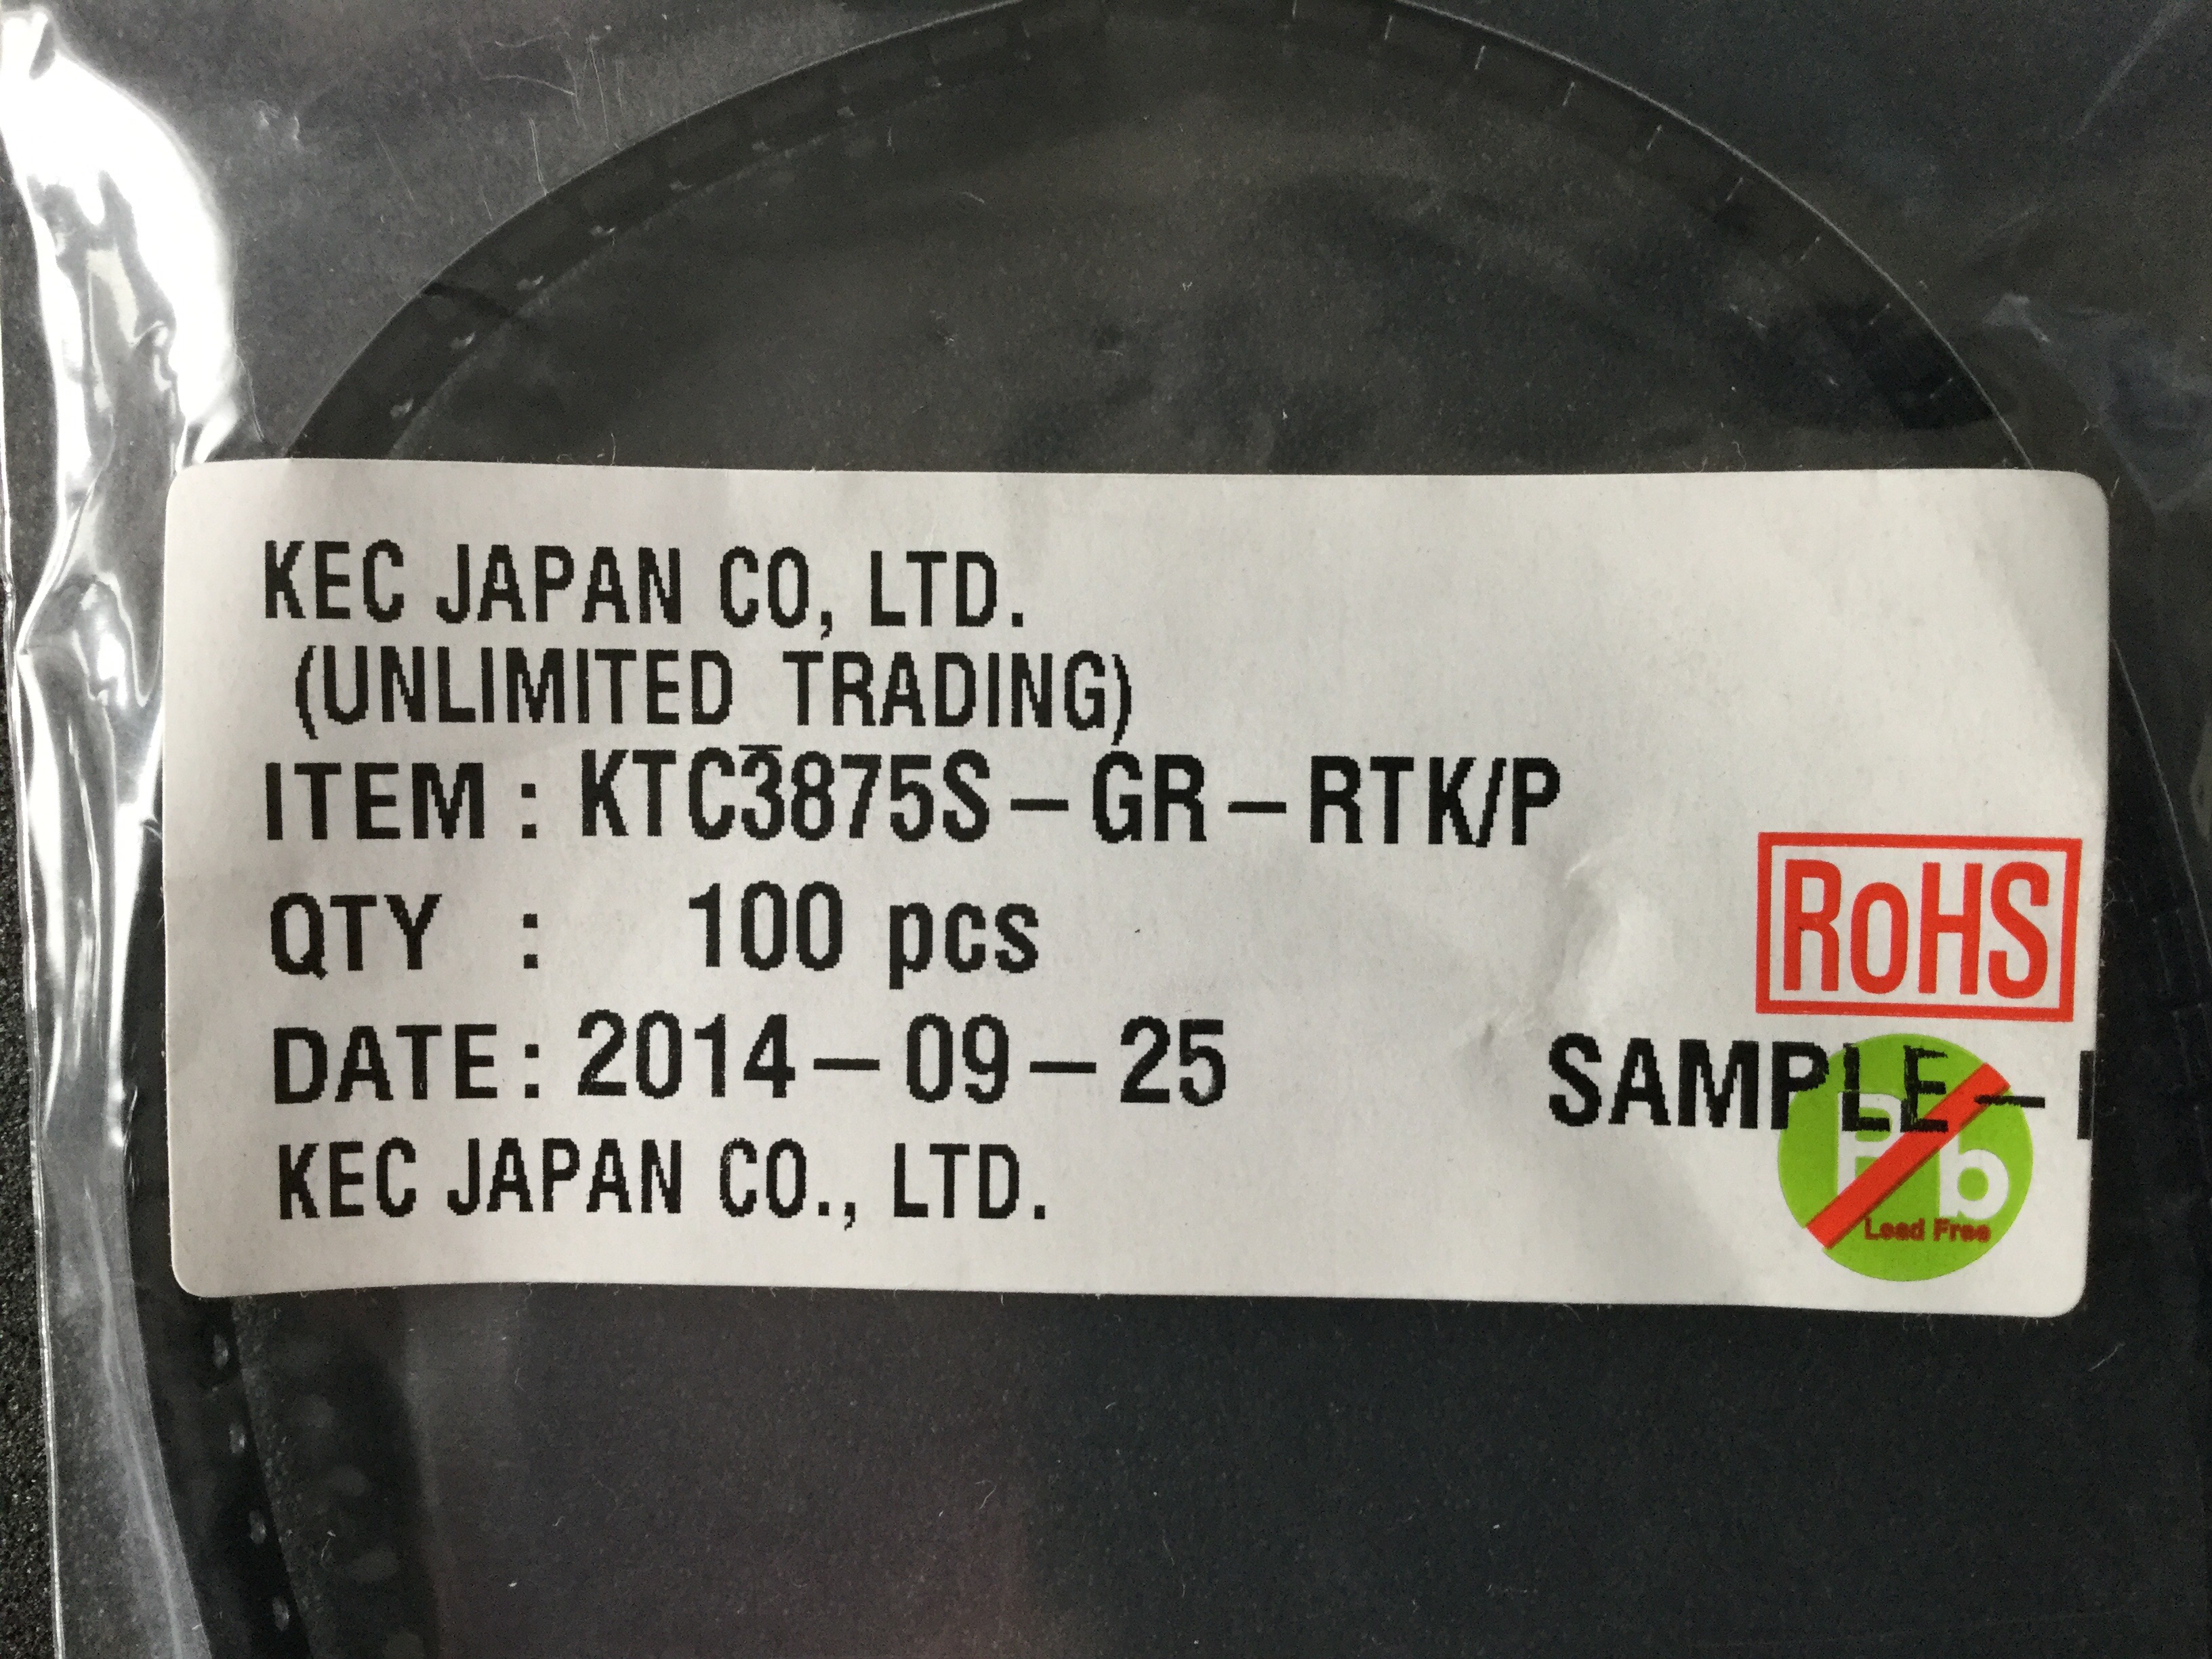 KEC JAPAN CO, LTD.
(UNLIMITED TRADING)
ITEM : KTC3875S-GR-RTK/P
QTY : 100 pcs
RoHS
DATE: 2014-09-25 SAMPLE-
Pb
Lead Free
KEC JAPAN CO., LTD.